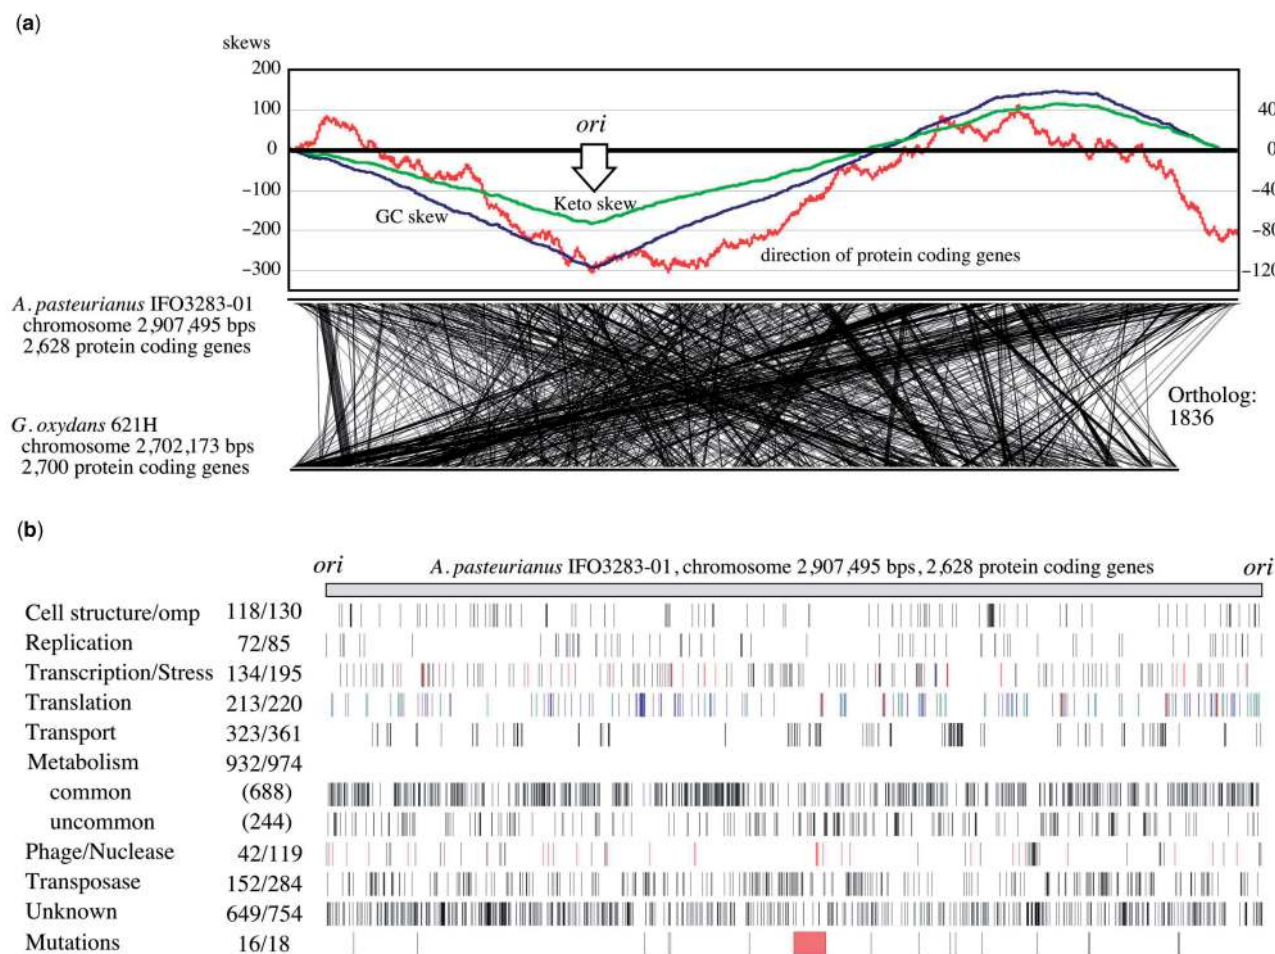 (a)
skews
200
100
0
−100
−200
−300
40
0
−40
−80
−120
ori
Keto skew
GC skew
direction of protein coding genes
A. pasteurianus IFO3283-01
chromosome 2,907,495 bps
2,628 protein coding genes
G. oxydans 621H
chromosome 2,702,173 bps
2,700 protein coding genes
Ortholog:
1836
(b)
ori A. pasteurianus IFO3283-01, chromosome 2,907,495 bps, 2,628 protein coding genes ori
Cell structure/omp 118/130
Replication 72/85
Transcription/Stress 134/195
Translation 213/220
Transport 323/361
Metabolism 932/974
common (688)
uncommon (244)
Phage/Nuclease 42/119
Transposase 152/284
Unknown 649/754
Mutations 16/18